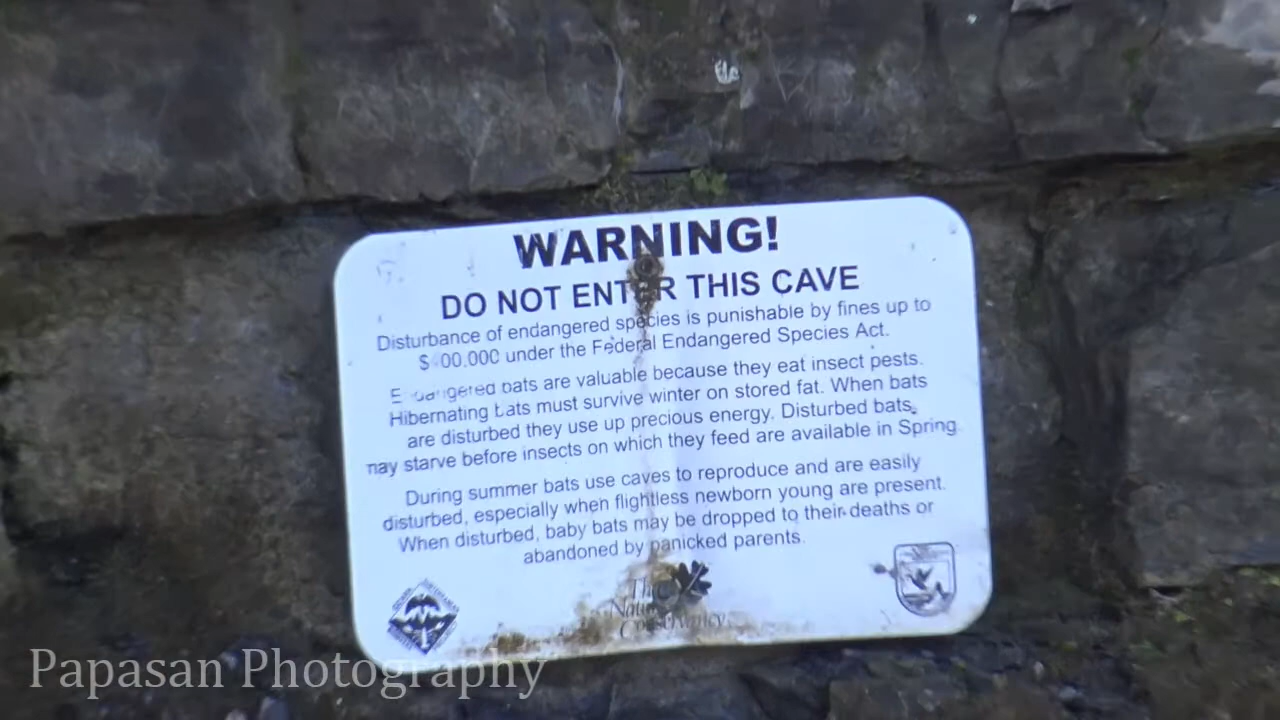 WARNING!
DO NOT ENTER THIS CAVE
Disturbance of endangered species is punishable by fines up to
$ 00,000 under the Federal Endangered Species Act.
Endangered bats are valuable because they eat insect pests.
Hibernating bats must survive winter on stored fat. When bats
are disturbed they use up precious energy. Disturbed bats
may starve before insects on which they feed are available in Spring.
During summer bats use caves to reproduce and are easily
disturbed, especially when flightless newborn young are present.
When disturbed, baby bats may be dropped to their deaths or
abandoned by panicked parents.
The
Nature
Conservancy
Papasan Photography